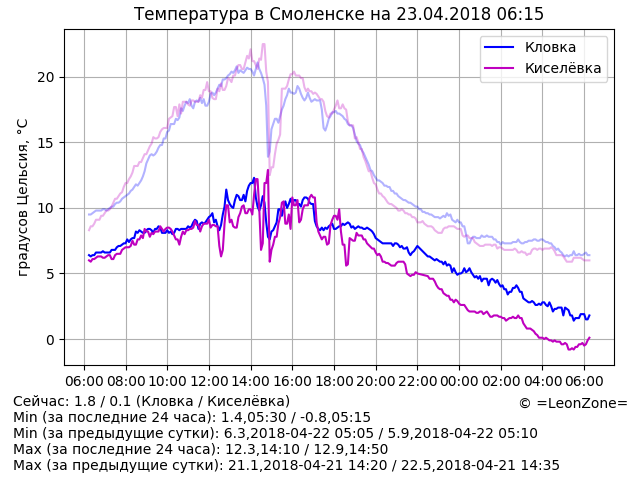 Температура в Смоленске на 23.04.2018 06:15
Кловка
Киселёвка
градусов Цельсия, °C
20
15
10
5
0
06:00 08:00 10:00 12:00 14:00 16:00 18:00 20:00 22:00 00:00 02:00 04:00 06:00
Сейчас: 1.8 / 0.1 (Кловка / Киселёвка)
© =LeonZone=
Min (за последние 24 часа): 1.4,05:30 / -0.8,05:15
Min (за предыдущие сутки): 6.3,2018-04-22 05:05 / 5.9,2018-04-22 05:10
Max (за последние 24 часа): 12.3,14:10 / 12.9,14:50
Max (за предыдущие сутки): 21.1,2018-04-21 14:20 / 22.5,2018-04-21 14:35